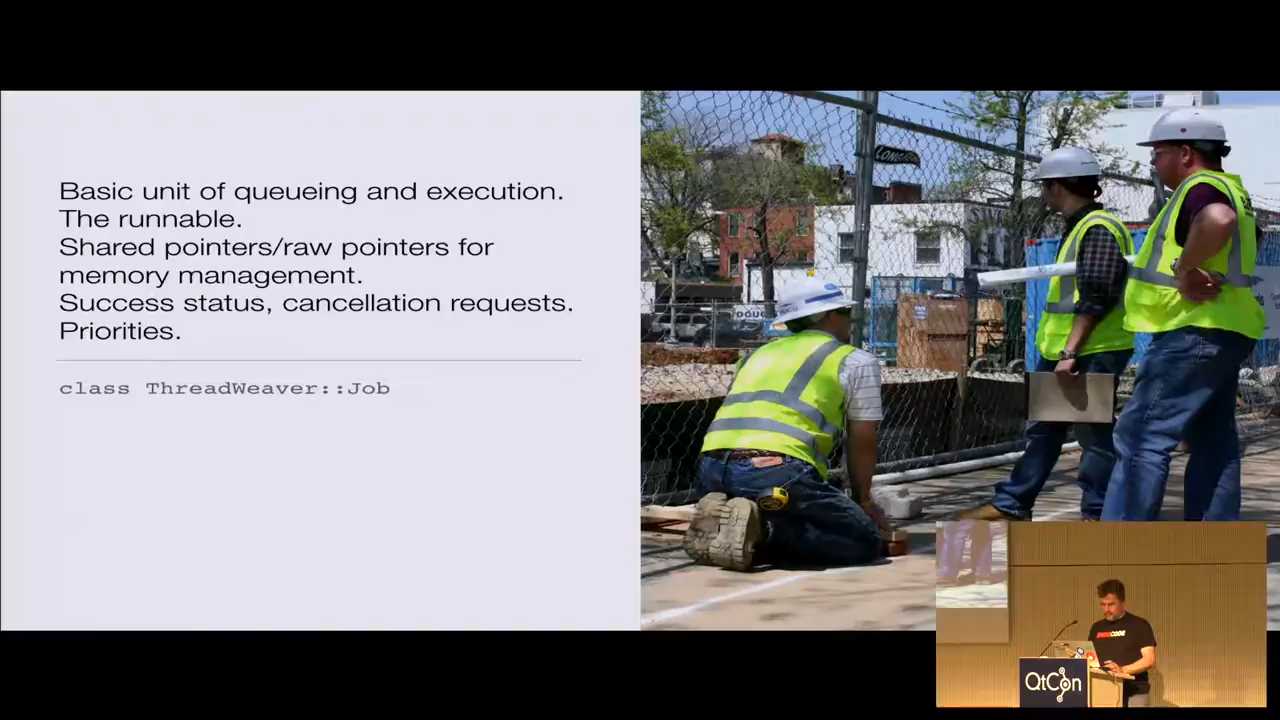 Basic unit of queueing and execution.
The runnable.
Shared pointers/raw pointers for
memory management.
Success status, cancellation requests.
Priorities.
class ThreadWeaver::Job
QtCon